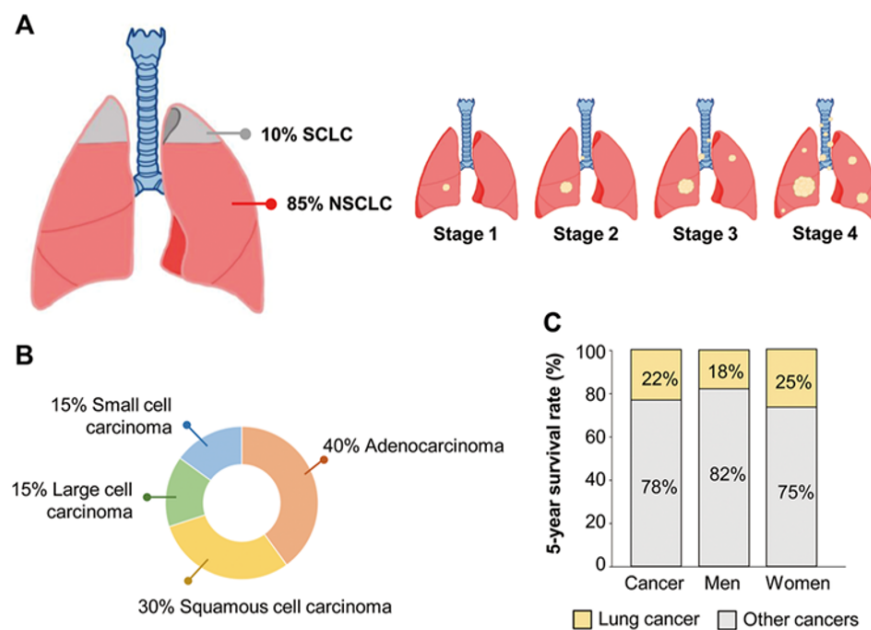 A
10% SCLC
85% NSCLC
Stage 1
Stage 2
Stage 3
Stage 4
B
15% Small cell
carcinoma
40% Adenocarcinoma
15% Large cell
carcinoma
30% Squamous cell carcinoma
C
5-year survival rate (%)
100
80
60
40
20
0
22%
18%
25%
78%
82%
75%
Cancer
Men
Women
Lung cancer
Other cancers